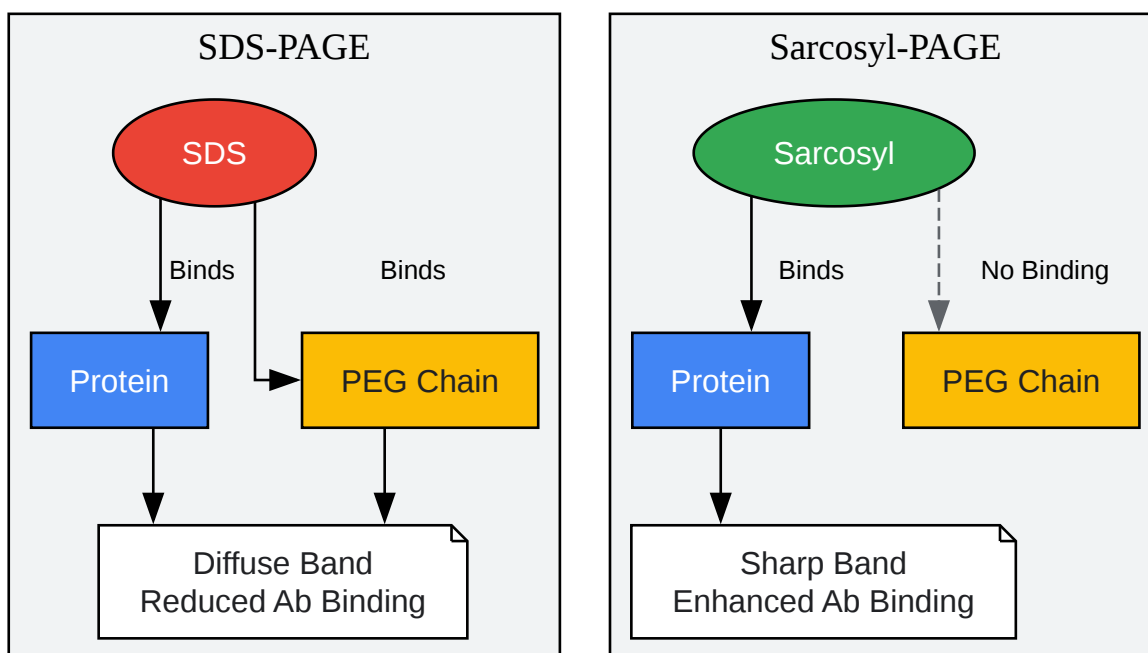 SDS-PAGE
SDS
Binds
Binds
Protein
PEG Chain
Diffuse Band
Reduced Ab Binding
Sarcosyl-PAGE
Sarcosyl
Binds
No Binding
Protein
PEG Chain
Sharp Band
Enhanced Ab Binding